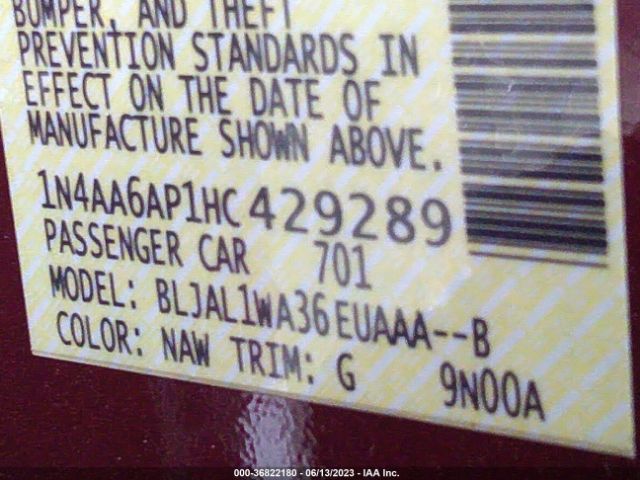 BUMPER, AND THEFT
PREVENTION STANDARDS IN
EFFECT ON THE DATE OF
MANUFACTURE SHOWN ABOVE.
1N4AA6AP1HC429289
PASSENGER CAR 701
MODEL: BLJAL1WA36EUAAA--B
COLOR: NAW TRIM: G 9N00A
000-36822180 - 06/13/2023 - IAA Inc.